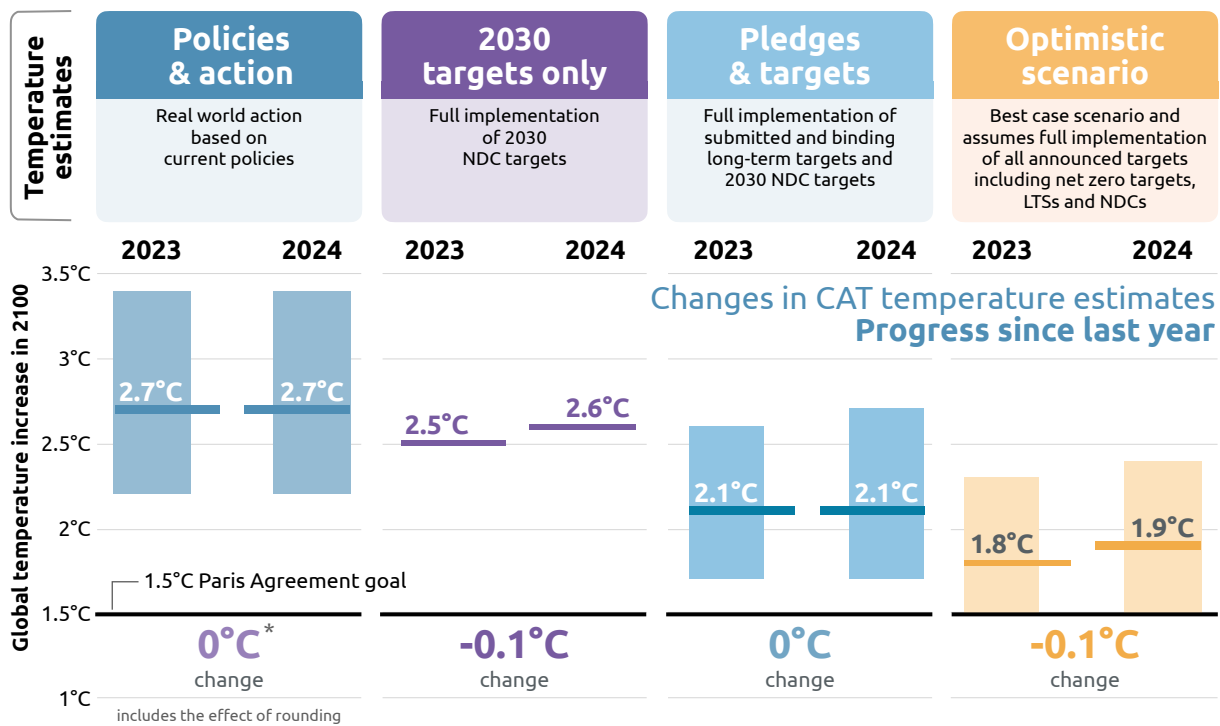 Temperature
estimates
Policies
& action
Real world action
based on
current policies
2030
targets only
Full implementation
of 2030
NDC targets
Pledges
& targets
Full implementation of
submitted and binding
long-term targets and
2030 NDC targets
Optimistic
scenario
Best case scenario and
assumes full implementation
of all announced targets
including net zero targets,
LTSs and NDCs
2023 2024 2023 2024 2023 2024 2023 2024
Changes in CAT temperature estimates
Progress since last year
Global temperature increase in 2100
3.5°C
3°C
2.5°C
2°C
1.5°C
1°C
2.7°C 2.7°C
2.5°C 2.6°C
2.1°C 2.1°C
1.8°C 1.9°C
1.5°C Paris Agreement goal
0°C* -0.1°C 0°C -0.1°C
change change change change
includes the effect of rounding